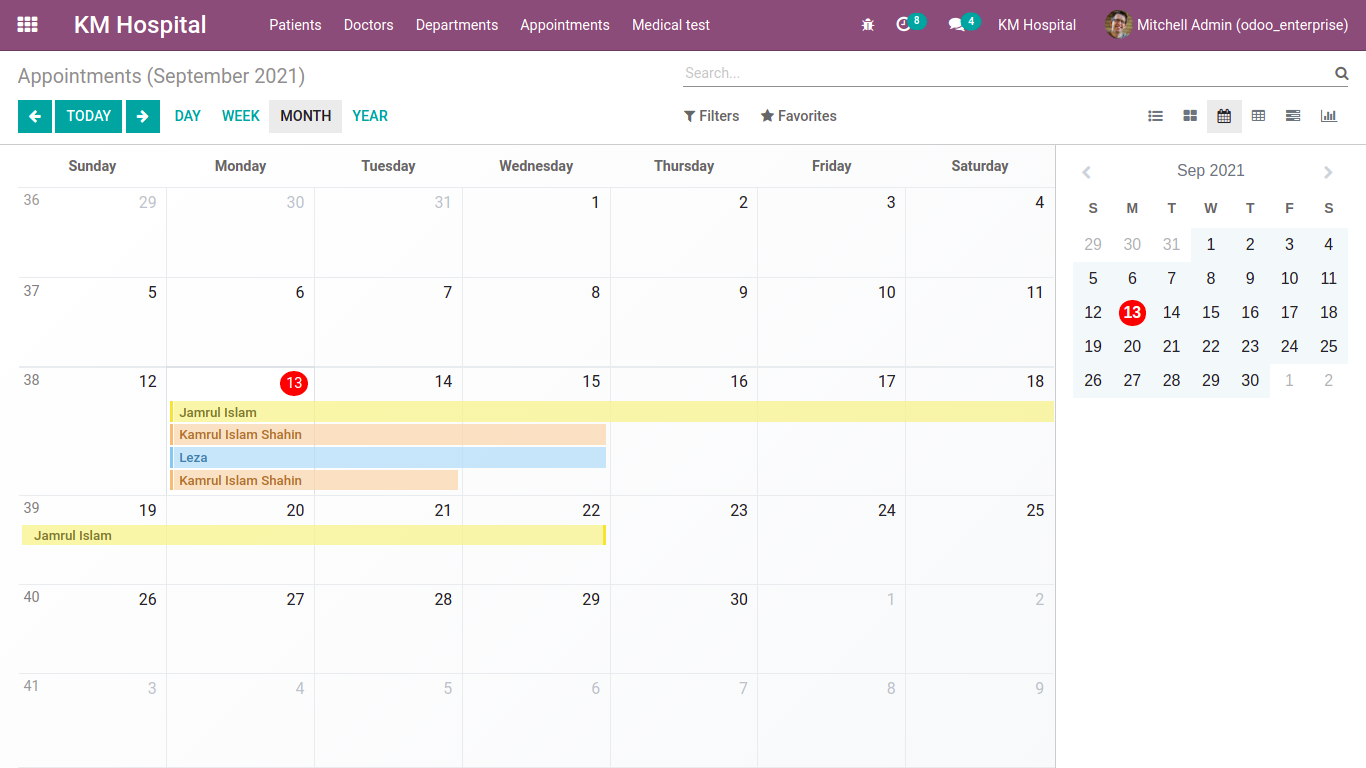 KM Hospital Patients Doctors Departments Appointments Medical test 8 4 KM Hospital Mitchell Admin (odoo_enterprise)
Appointments (September 2021) Search...
TODAY DAY WEEK MONTH YEAR Filters Favorites
Sunday Monday Tuesday Wednesday Thursday Friday Saturday
36 29 30 31 1 2 3 4
37 5 6 7 8 9 10 11
38 12 13 14 15 16 17 18
Jamrul Islam
Kamrul Islam Shahin
Leza
Kamrul Islam Shahin
39 19 20 21 22 23 24 25
Jamrul Islam
40 26 27 28 29 30 1 2
41 3 4 5 6 7 8 9
Sep 2021
S M T W T F S
29 30 31 1 2 3 4
5 6 7 8 9 10 11
12 13 14 15 16 17 18
19 20 21 22 23 24 25
26 27 28 29 30 1 2